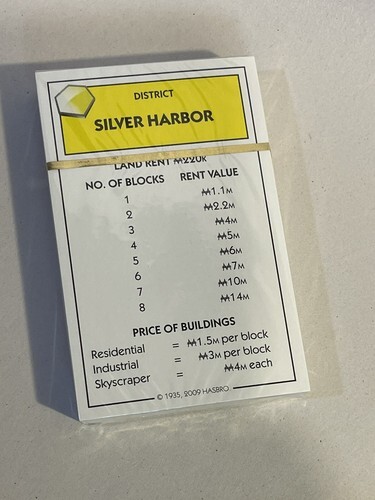 DISTRICT
SILVER HARBOR
LAND RENT ₩220K
NO. OF BLOCKS RENT VALUE
1 ₩1.1M
2 ₩2.2M
3 ₩4M
4 ₩5M
5 ₩6M
6 ₩7M
7 ₩10M
8 ₩14M
PRICE OF BUILDINGS
Residential = ₩1.5M per block
Industrial = ₩3M per block
Skyscraper = ₩4M each
© 1935, 2009 HASBRO